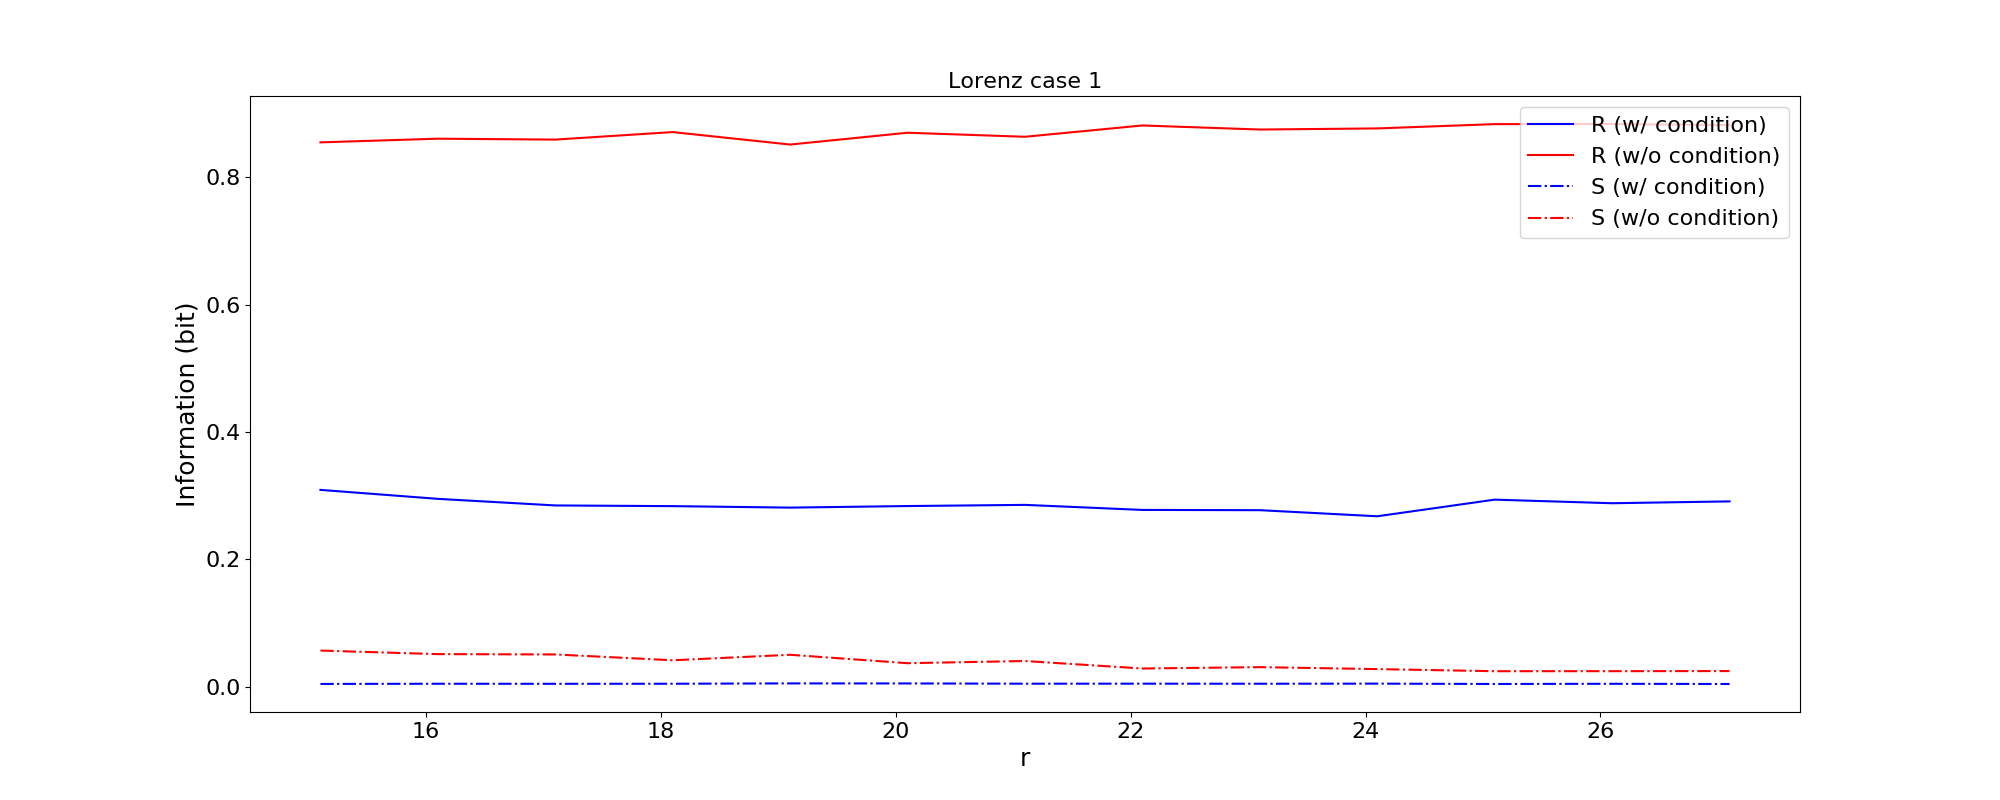 Lorenz case 1
R (w/ condition)
R (w/o condition)
S (w/ condition)
S (w/o condition)
Information (bit)
0.8
0.6
0.4
0.2
0.0
16 18 20 22 24 26
r